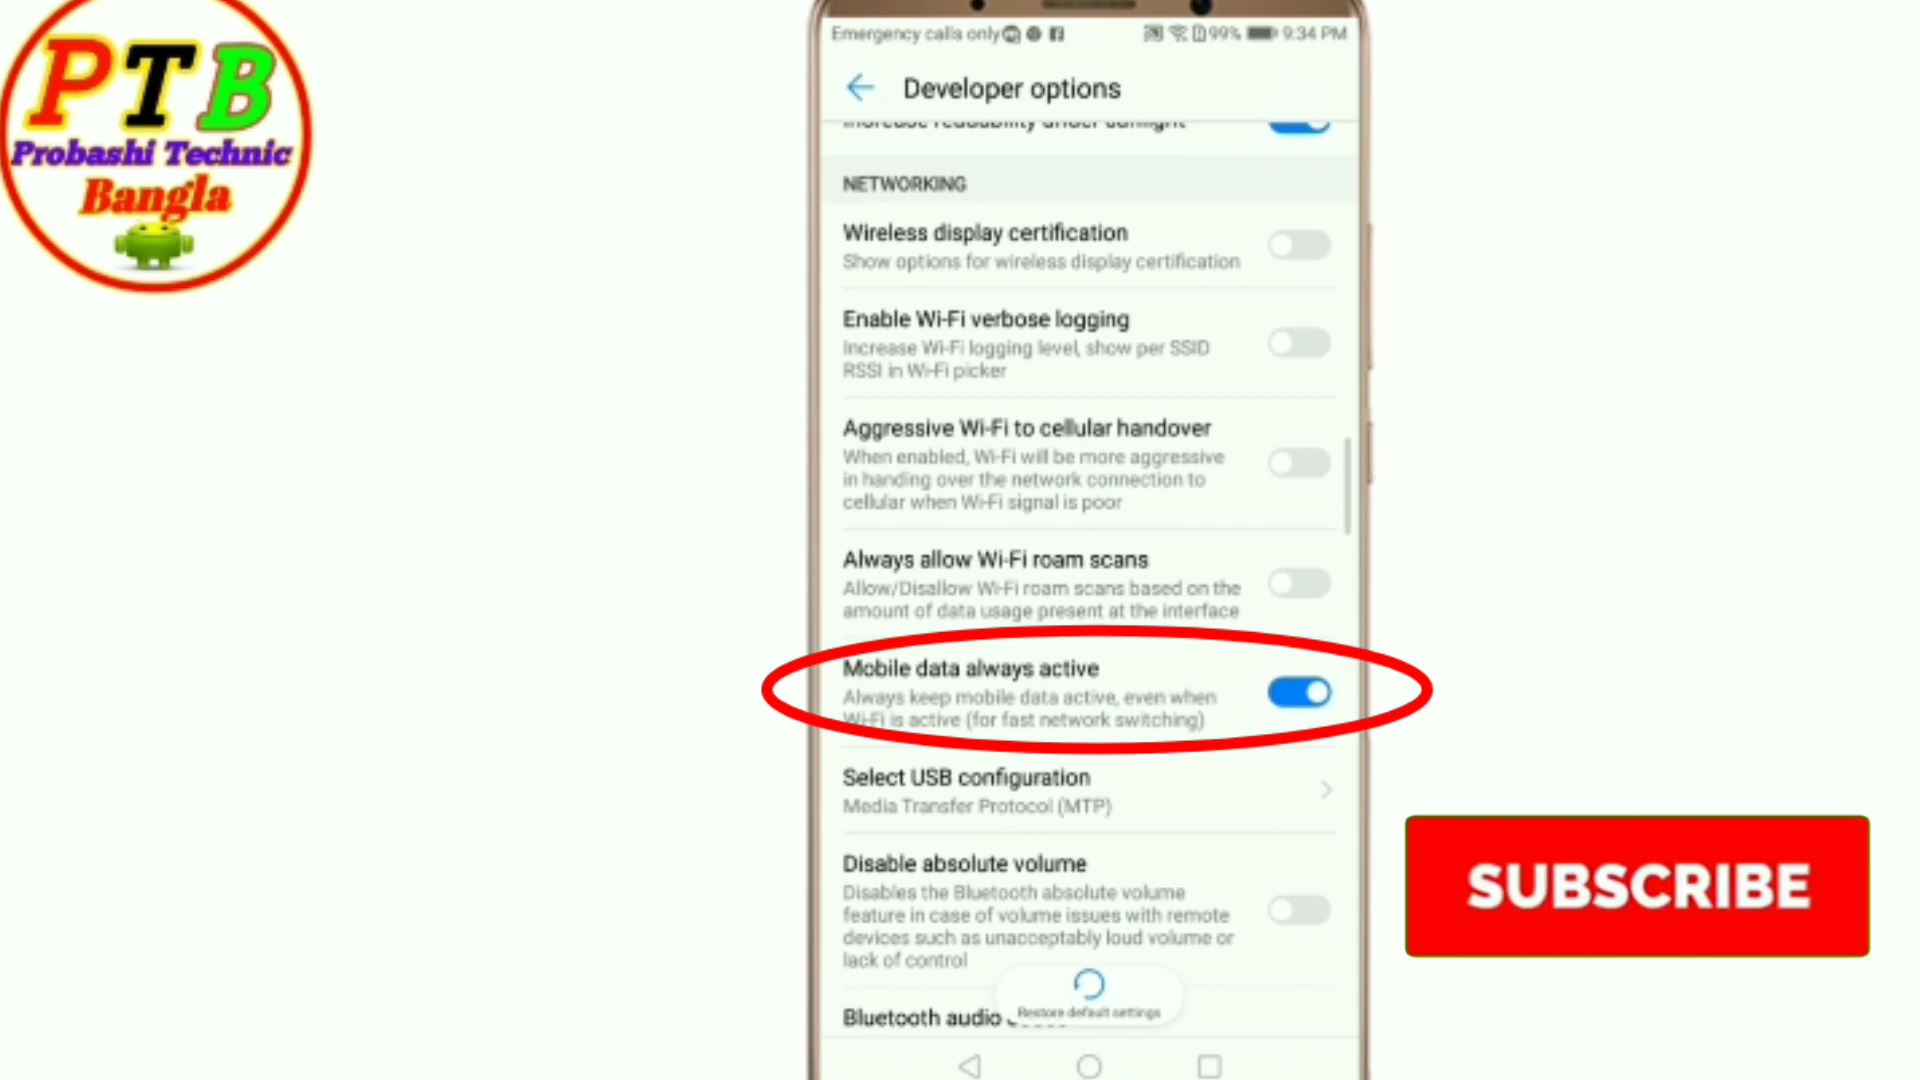 PTB
Probashi Technic
Bangla
Emergency calls only
99% 9:34 PM
Developer options
Increase readability under sunlight
NETWORKING
Wireless display certification
Show options for wireless display certification
Enable Wi-Fi verbose logging
Increase Wi-Fi logging level, show per SSID
RSSI in Wi-Fi picker
Aggressive Wi-Fi to cellular handover
When enabled, Wi-Fi will be more aggressive
in handing over the network connection to
cellular when Wi-Fi signal is poor
Always allow Wi-Fi roam scans
Allow/Disallow Wi-Fi roam scans based on the
amount of data usage present at the interface
Mobile data always active
Always keep mobile data active, even when
Wi-Fi is active (for fast network switching)
Select USB configuration
Media Transfer Protocol (MTP)
Disable absolute volume
Disables the Bluetooth absolute volume
feature in case of volume issues with remote
devices such as unacceptably loud volume or
lack of control
Restore default settings
Bluetooth audio
SUBSCRIBE